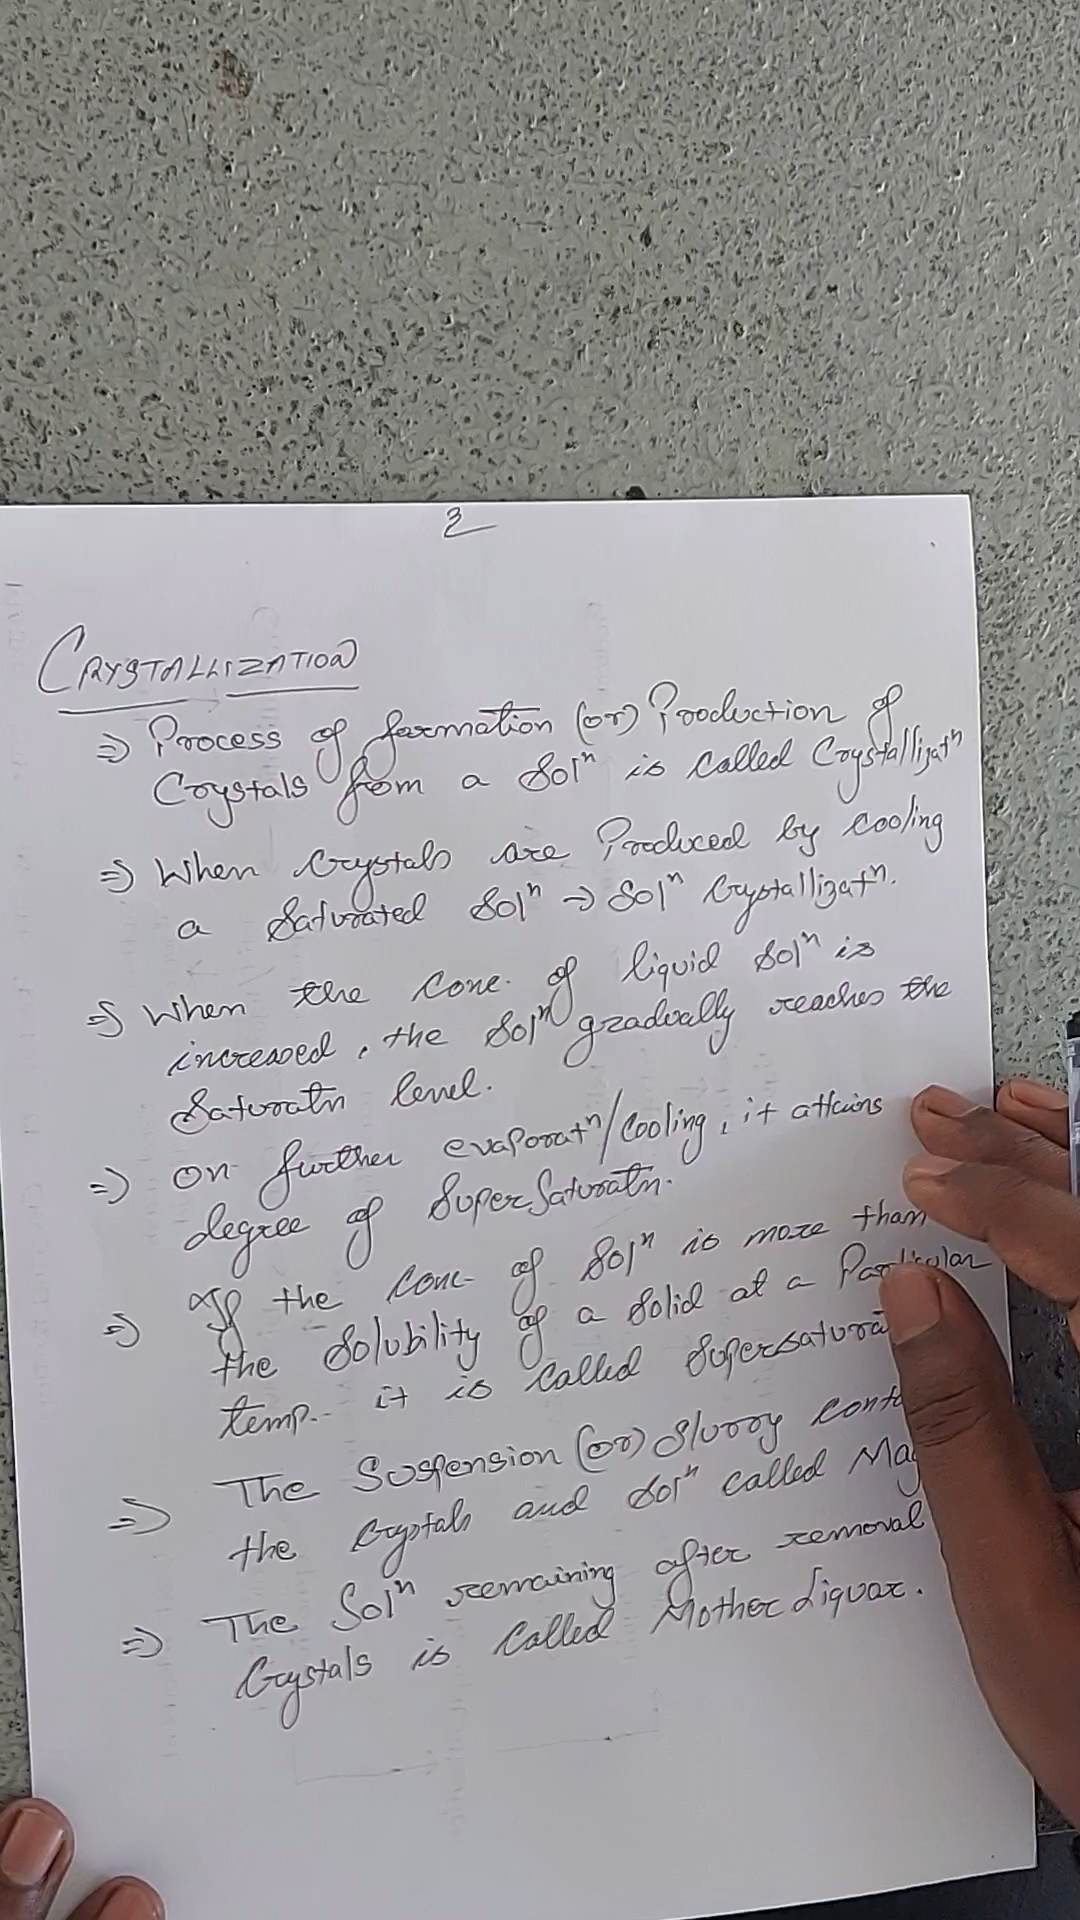 2
CRYSTALLIZATION
⇒ Process of formation (or) Production of
Crystals from a Solⁿ is called Crystallizatⁿ
⇒ When Crystals are Produced by Cooling
a Saturated Solⁿ → Solⁿ Crystallizatⁿ.
⇒ When the Conc. of liquid Solⁿ is
increased, the Solⁿ gradually reaches the
Saturatn level.
⇒ On further evaporatⁿ/Cooling, it attains
degree of SuperSaturatn.
⇒ If the Conc of Solⁿ is more than
the Solubility of a Solid at a Particular
temp.. it is Called Supersatura
⇒ The Suspension (or) Slurry conta
the Crystals and Solⁿ called Mag
⇒ The Solⁿ remaining after removal
Crystals is Called Mother Liquor.